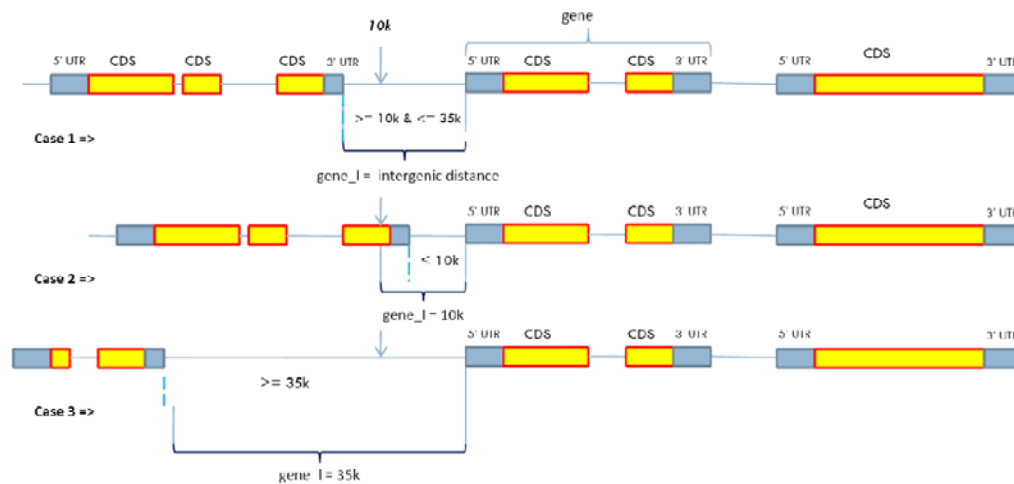 10k
gene
5' UTR CDS CDS CDS 3' UTR 5' UTR CDS CDS 3' UTR 5' UTR CDS 3' UTR
>= 10k & <= 35k
Case 1 =>
gene_l = intergenic distance
5' UTR CDS CDS 3' UTR 5' UTR CDS 3' UTR
< 10k
Case 2 =>
gene_l = 10k
5' UTR CDS CDS 3' UTR 5' UTR 3' UTR
>= 35k
Case 3 =>
gene_l = 35k